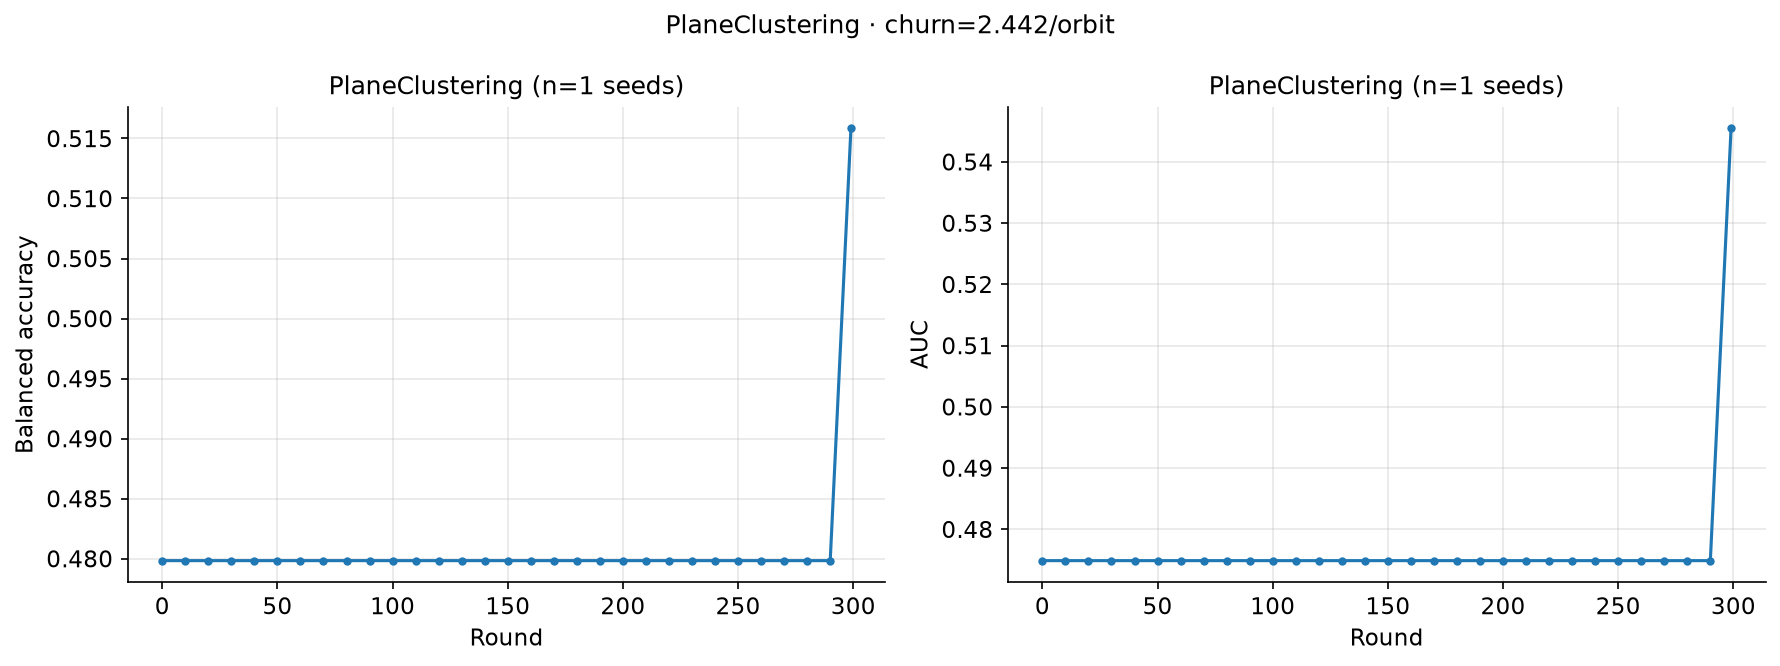 PlaneClustering · churn=2.442/orbit
PlaneClustering (n=1 seeds)
Balanced accuracy
0.515
0.510
0.505
0.500
0.495
0.490
0.485
0.480
0 50 100 150 200 250 300
Round
PlaneClustering (n=1 seeds)
AUC
0.54
0.53
0.52
0.51
0.50
0.49
0.48
0 50 100 150 200 250 300
Round